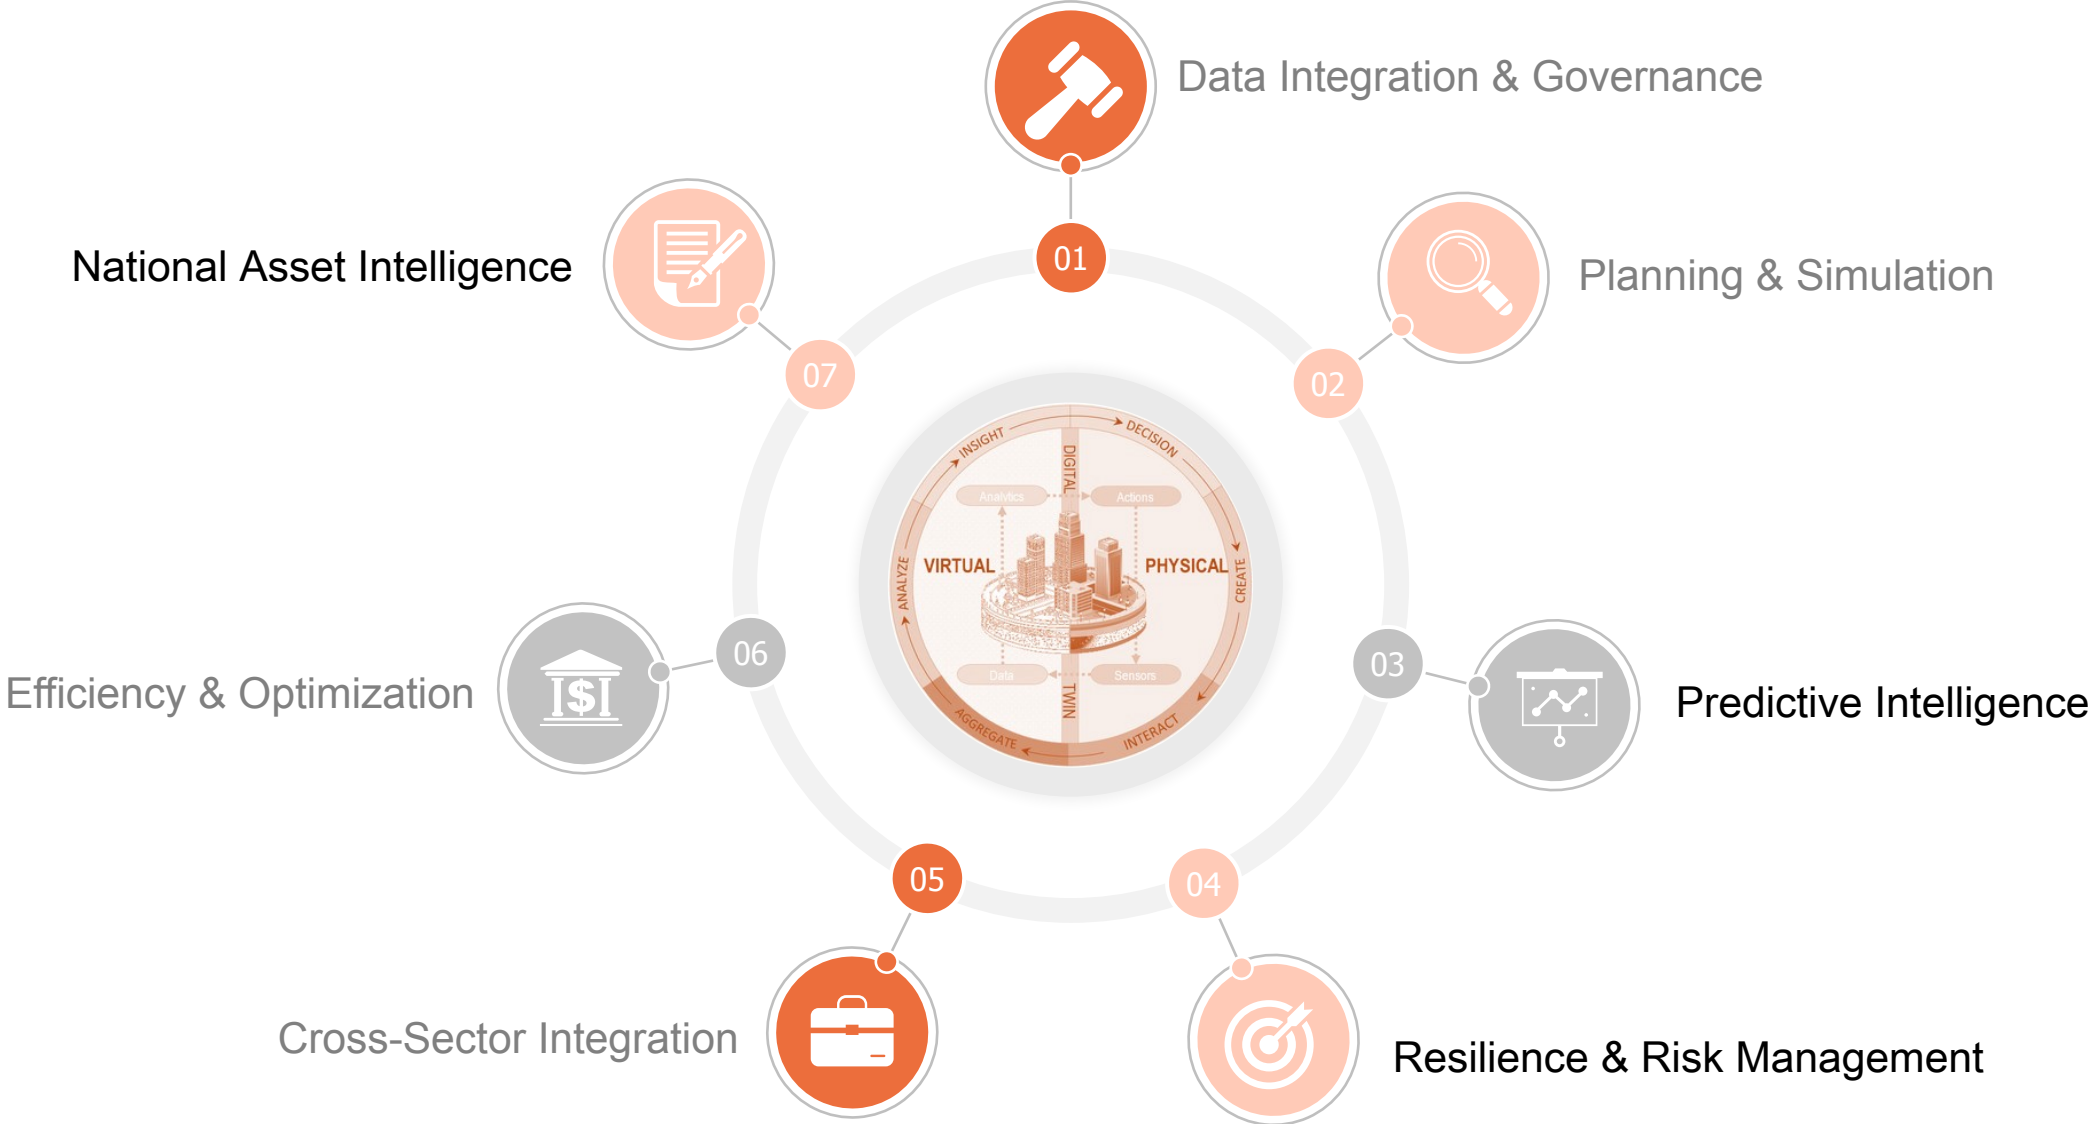 Data Integration & Governance
01
Planning & Simulation
02
Predictive Intelligence
03
Resilience & Risk Management
04
Cross-Sector Integration
05
Efficiency & Optimization
06
National Asset Intelligence
07
INSIGHT
DECISION
CREATE
INTERACT
AGGREGATE
ANALYZE
DIGITAL
TWIN
Analytics
Actions
VIRTUAL
PHYSICAL
Data
Sensors